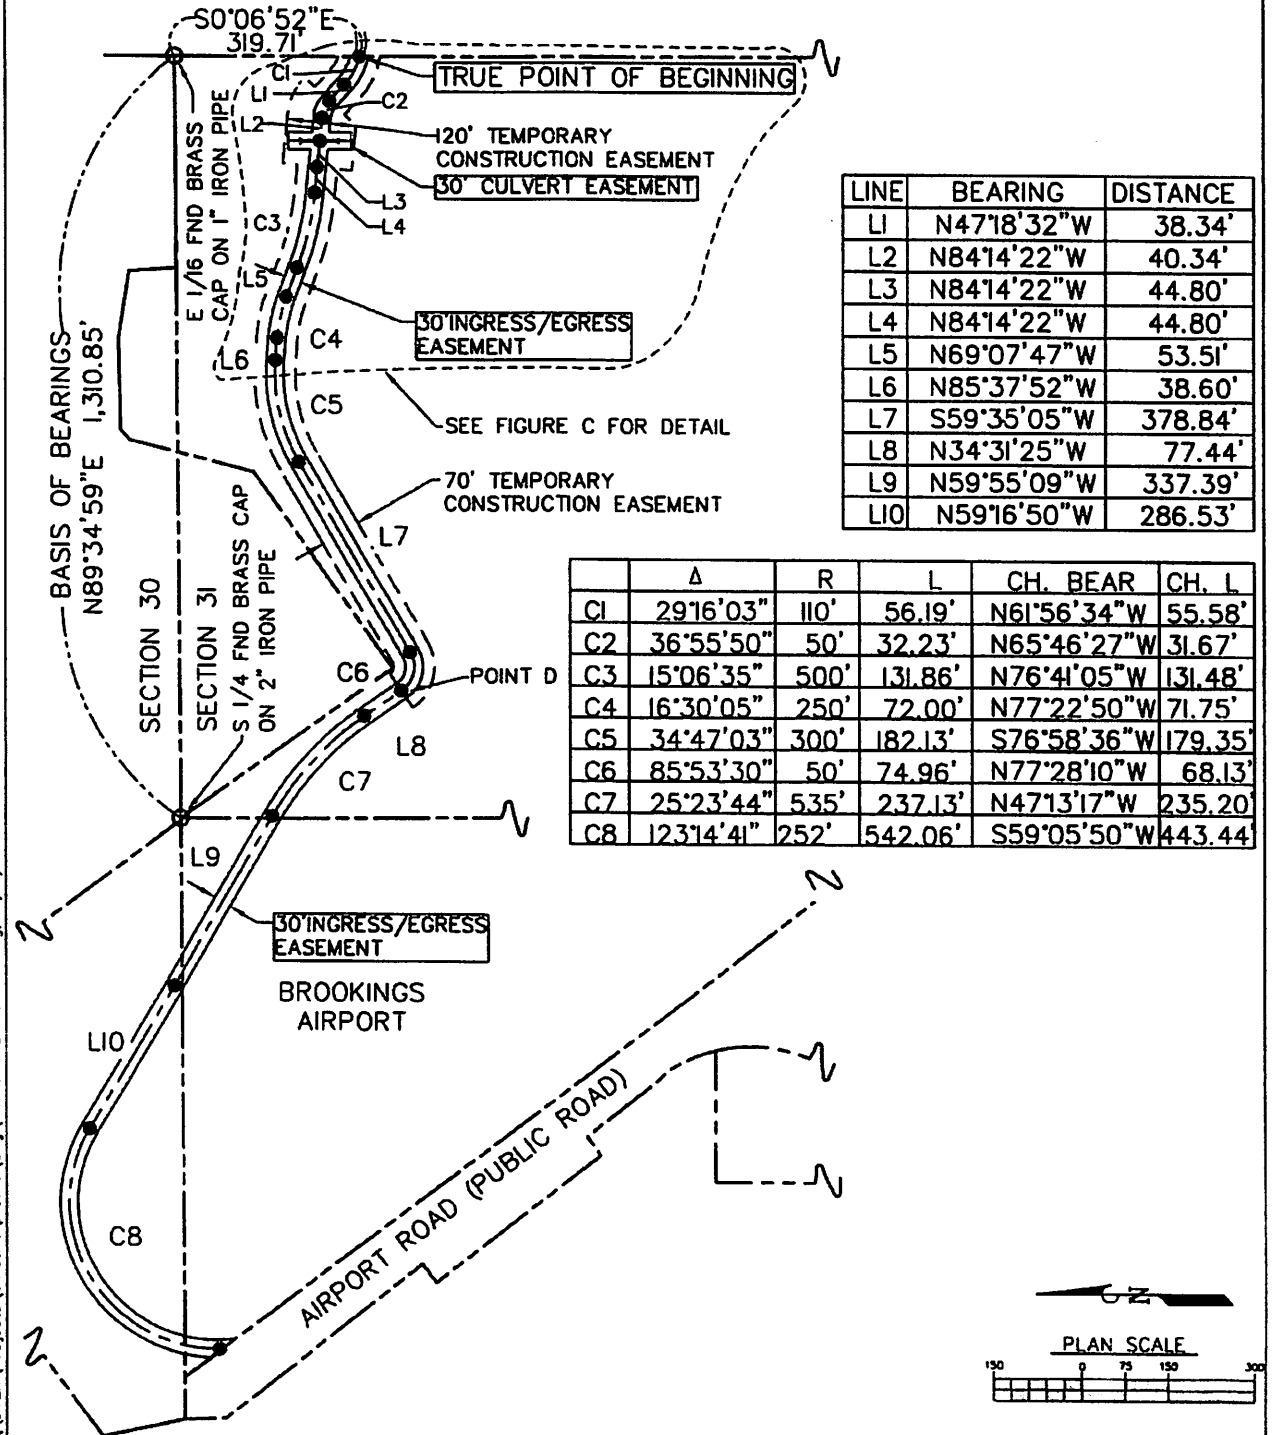 S0°06'52"E
319.71'
C1
TRUE POINT OF BEGINNING
L1
C2
L2
120' TEMPORARY
CONSTRUCTION EASEMENT
30' CULVERT EASEMENT
L3
L4
C3
E 1/16 FND BRASS
CAP ON 1" IRON PIPE
L5
30'INGRESS/EGRESS
EASEMENT
C4
L6
C5
SEE FIGURE C FOR DETAIL
BASIS OF BEARINGS
N89°34'59"E 1,310.85'
70' TEMPORARY
CONSTRUCTION EASEMENT
L7
SECTION 30
SECTION 31
S 1/4 FND BRASS CAP
ON 2" IRON PIPE
C6
POINT D
L8
C7
L9
30'INGRESS/EGRESS
EASEMENT
BROOKINGS
AIRPORT
L10
C8
AIRPORT ROAD (PUBLIC ROAD)
LINE BEARING DISTANCE
L1 N47°18'32"W 38.34'
L2 N84°14'22"W 40.34'
L3 N84°14'22"W 44.80'
L4 N84°14'22"W 44.80'
L5 N69°07'47"W 53.51'
L6 N85°37'52"W 38.60'
L7 S59°35'05"W 378.84'
L8 N34°31'25"W 77.44'
L9 N59°55'09"W 337.39'
L10 N59°16'50"W 286.53'
Δ R L CH. BEAR CH. L
C1 29°16'03" 110' 56.19' N61°56'34"W 55.58'
C2 36°55'50" 50' 32.23' N65°46'27"W 31.67'
C3 15°06'35" 500' 131.86' N76°41'05"W 131.48'
C4 16°30'05" 250' 72.00' N77°22'50"W 71.75'
C5 34°47'03" 300' 182.13' S76°58'36"W 179.35'
C6 85°53'30" 50' 74.96' N77°28'10"W 68.13'
C7 25°23'44" 535' 237.13' N47°13'17"W 235.20'
C8 123°14'41" 252' 542.06' S59°05'50"W 443.44'
N
PLAN SCALE
150 0 75 150 300